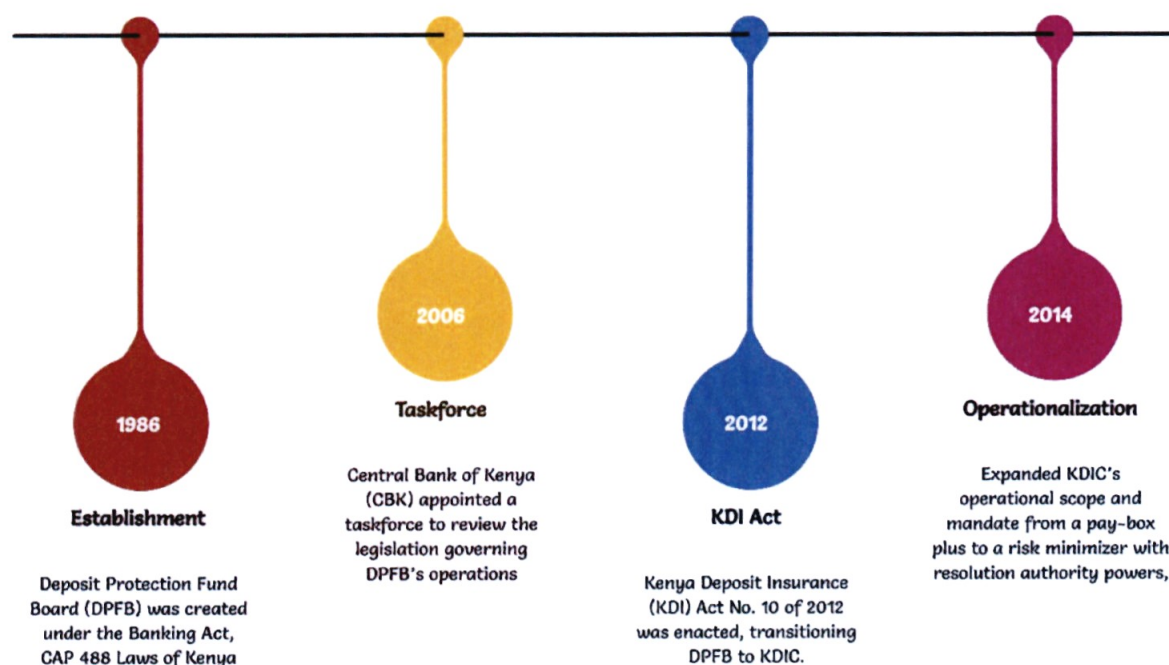 1986
Establishment
Deposit Protection Fund
Board (DPFB) was created
under the Banking Act,
CAP 488 Laws of Kenya
2006
Taskforce
Central Bank of Kenya
(CBK) appointed a
taskforce to review the
legislation governing
DPFB's operations
2012
KDI Act
Kenya Deposit Insurance
(KDI) Act No. 10 of 2012
was enacted, transitioning
DPFB to KDIC.
2014
Operationalization
Expanded KDIC's
operational scope and
mandate from a pay-box
plus to a risk minimizer with
resolution authority powers,